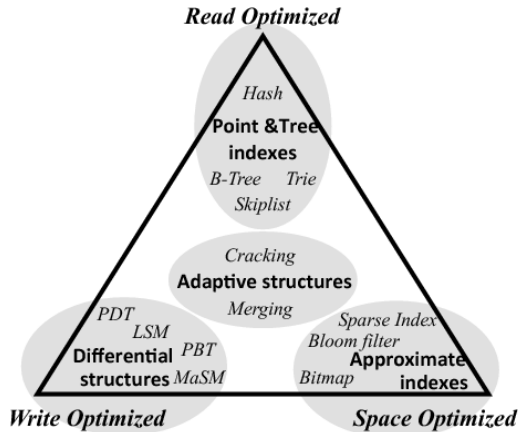 Read Optimized
Hash
Point &Tree
indexes
B-Tree Trie
Skiplist
Cracking
Adaptive structures
Merging
PDT
LSM
PBT
Differential
structures
MaSM
Sparse Index
Bloom filter
Approximate
Bitmap
indexes
Write Optimized
Space Optimized